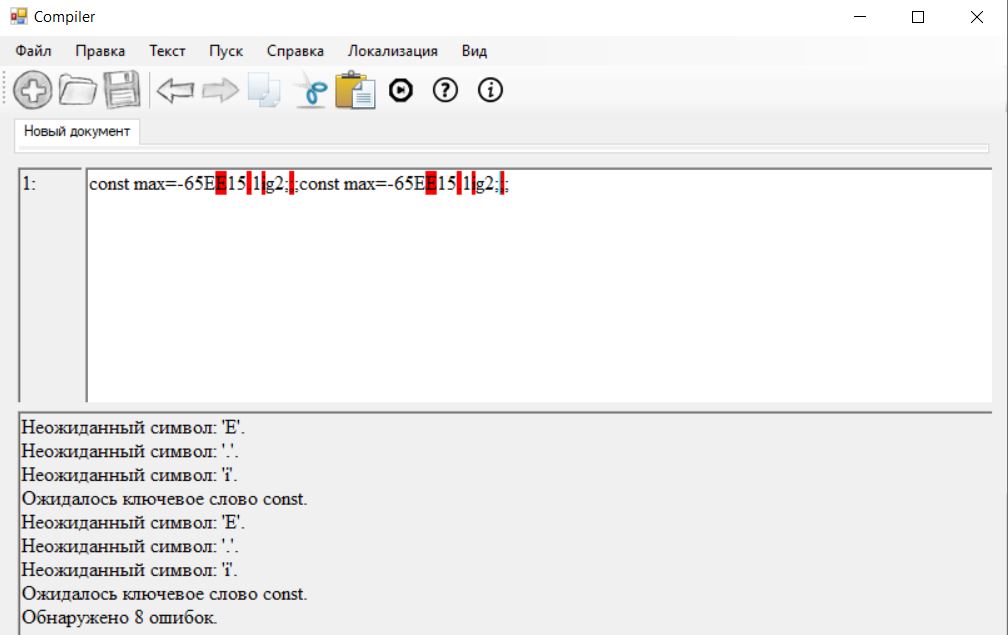 Compiler
Файл Правка Текст Пуск Справка Локализация Вид
Новый документ
1:
const max=-65EE15.1ig2;.;const max=-65EE15.1ig2;.;
Неожиданный символ: 'E'.
Неожиданный символ: '.'.
Неожиданный символ: 'i'.
Ожидалось ключевое слово const.
Неожиданный символ: 'E'.
Неожиданный символ: '.'.
Неожиданный символ: 'i'.
Ожидалось ключевое слово const.
Обнаружено 8 ошибок.